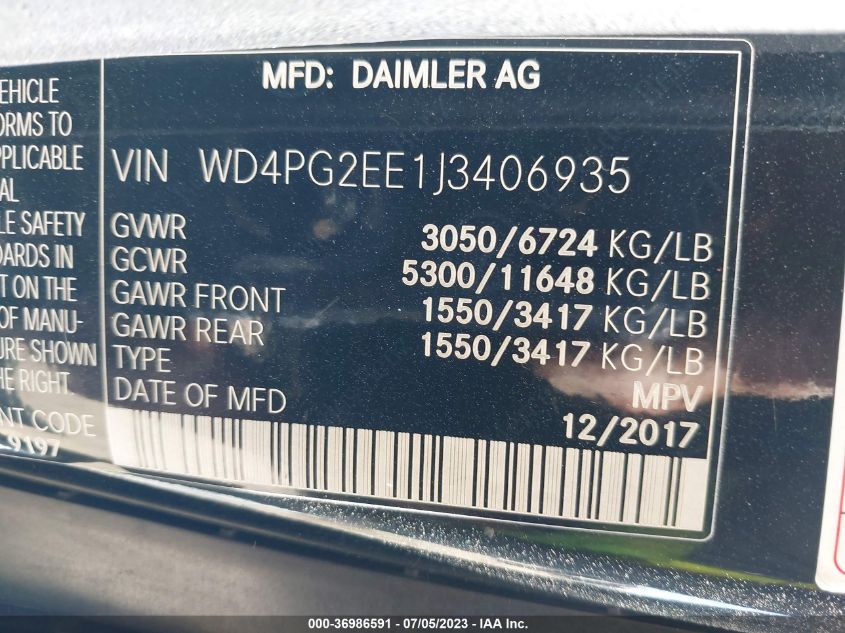 MFD: DAIMLER AG
EHICLE
ORMS TO
PPLICABLE
AL
LE SAFETY
DARDS IN
T ON THE
OF MANU-
URE SHOWN
HE RIGHT.
NT CODE
9197
VIN WD4PG2EE1J3406935
GVWR 3050/6724 KG/LB
GCWR 5300/11648 KG/LB
GAWR FRONT 1550/3417 KG/LB
GAWR REAR 1550/3417 KG/LB
TYPE MPV
DATE OF MFD 12/2017
000-36986591 - 07/05/2023 - IAA Inc.